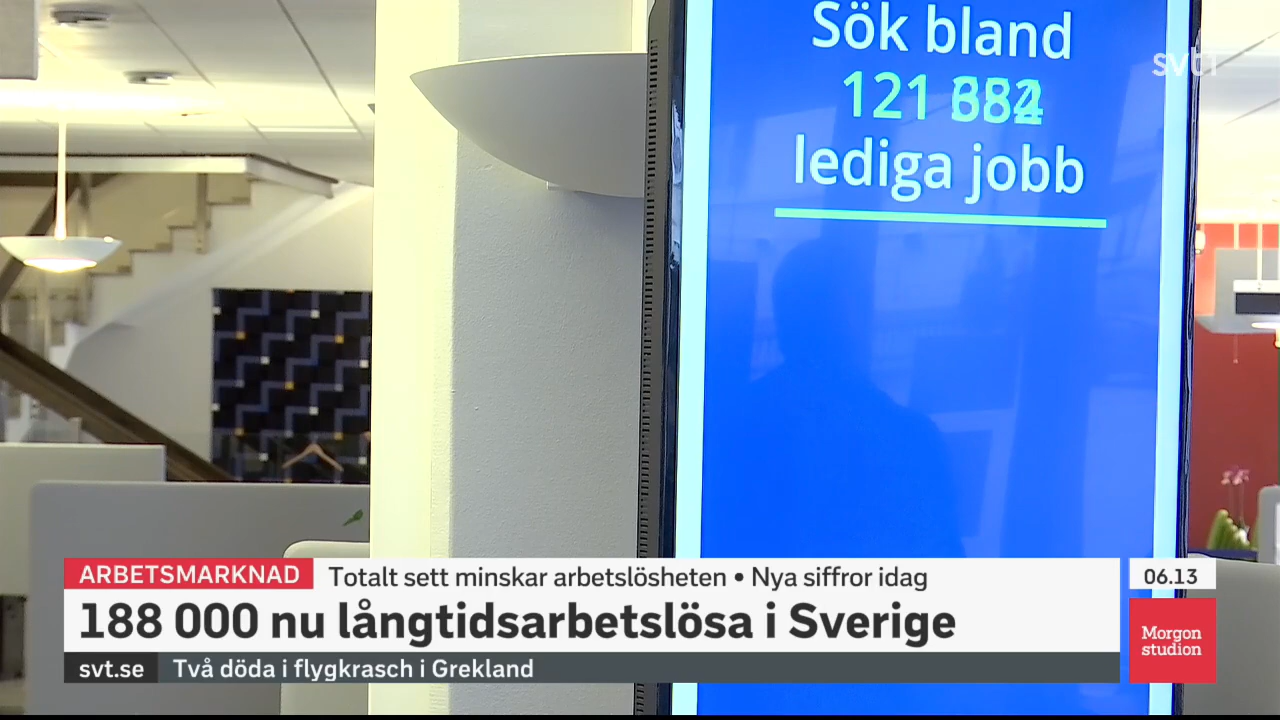 Sök bland
121
lediga jobb
svt1
ARBETSMARKNAD
Totalt sett minskar arbetslösheten • Nya siffror idag
188 000 nu långtidsarbetslösa i Sverige
06.13
Morgon
studion
svt.se
Två döda i flygkrasch i Grekland